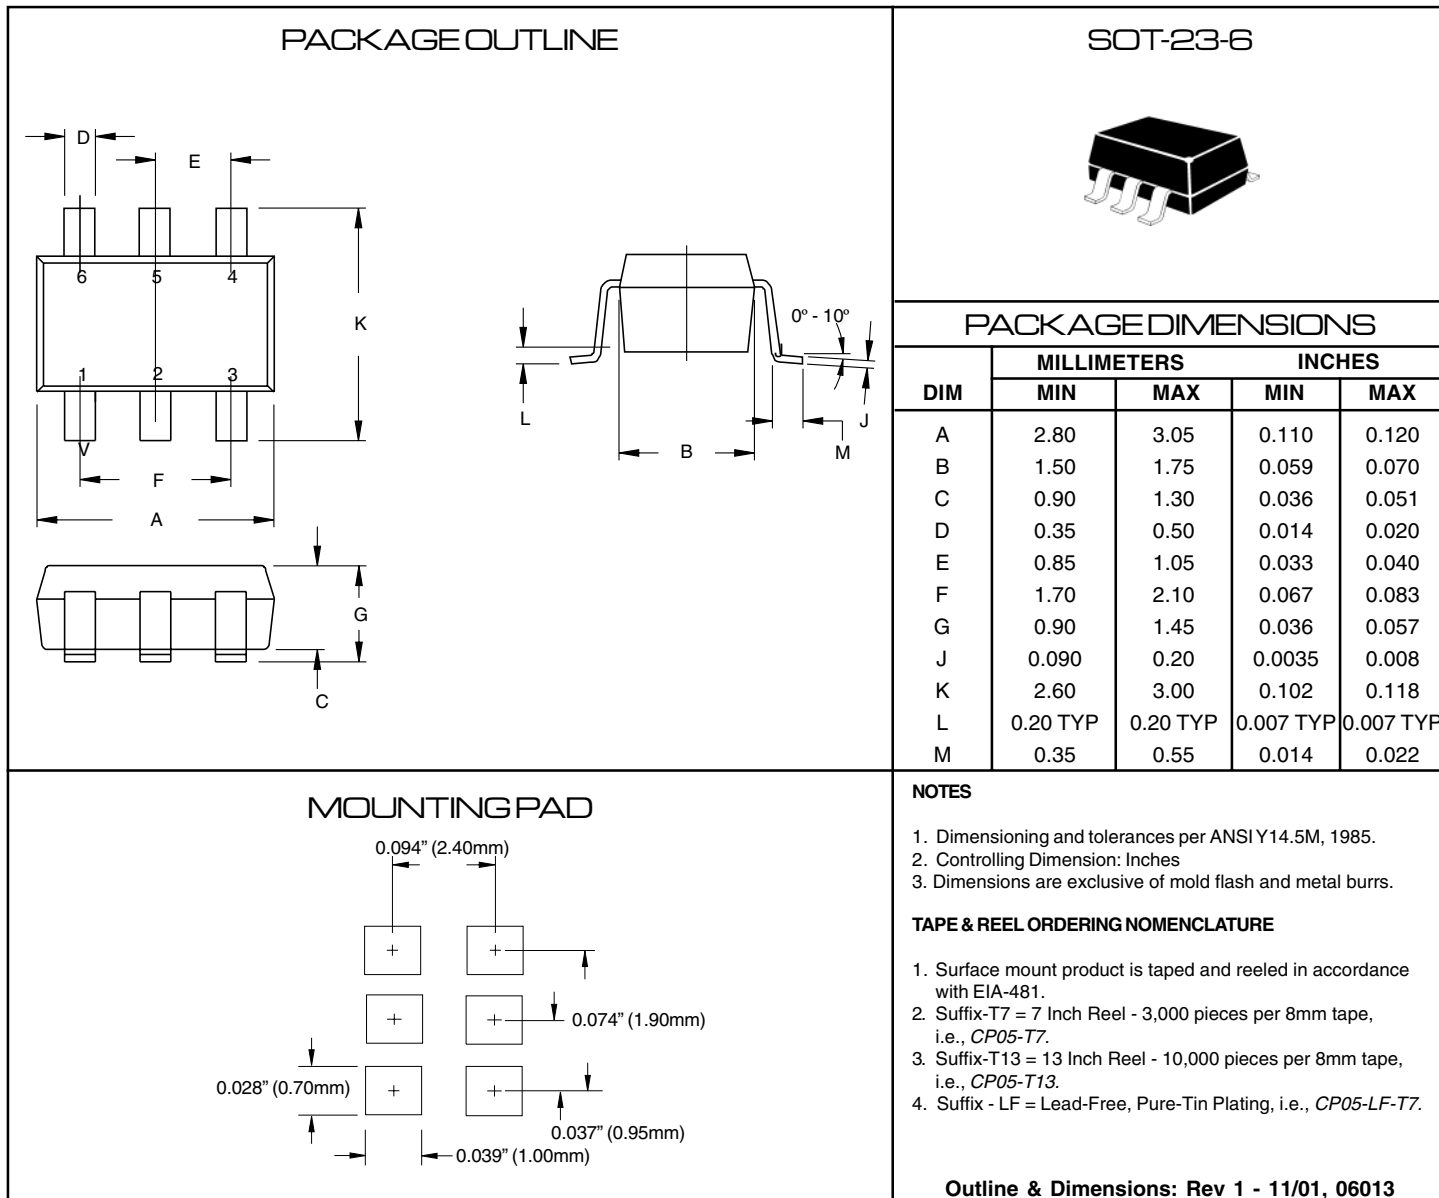 PACKAGE OUTLINE
D
E
6 5 4
K
1 2 3
V
F
A
G
C
0º - 10º
L
B
J
M
SOT-23-6
PACKAGE DIMENSIONS
MILLIMETERS INCHES
DIM MIN MAX MIN MAX
A 2.80 3.05 0.110 0.120
B 1.50 1.75 0.059 0.070
C 0.90 1.30 0.036 0.051
D 0.35 0.50 0.014 0.020
E 0.85 1.05 0.033 0.040
F 1.70 2.10 0.067 0.083
G 0.90 1.45 0.036 0.057
J 0.090 0.20 0.0035 0.008
K 2.60 3.00 0.102 0.118
L 0.20 TYP 0.20 TYP 0.007 TYP 0.007 TYP
M 0.35 0.55 0.014 0.022
MOUNTING PAD
0.094” (2.40mm)
0.074” (1.90mm)
0.028” (0.70mm)
0.037” (0.95mm)
0.039” (1.00mm)
NOTES
1. Dimensioning and tolerances per ANSI Y14.5M, 1985.
2. Controlling Dimension: Inches
3. Dimensions are exclusive of mold flash and metal burrs.
TAPE & REEL ORDERING NOMENCLATURE
1. Surface mount product is taped and reeled in accordance
with EIA-481.
2. Suffix-T7 = 7 Inch Reel - 3,000 pieces per 8mm tape,
i.e., CP05-T7.
3. Suffix-T13 = 13 Inch Reel - 10,000 pieces per 8mm tape,
i.e., CP05-T13.
4. Suffix - LF = Lead-Free, Pure-Tin Plating, i.e., CP05-LF-T7.
Outline & Dimensions: Rev 1 - 11/01, 06013